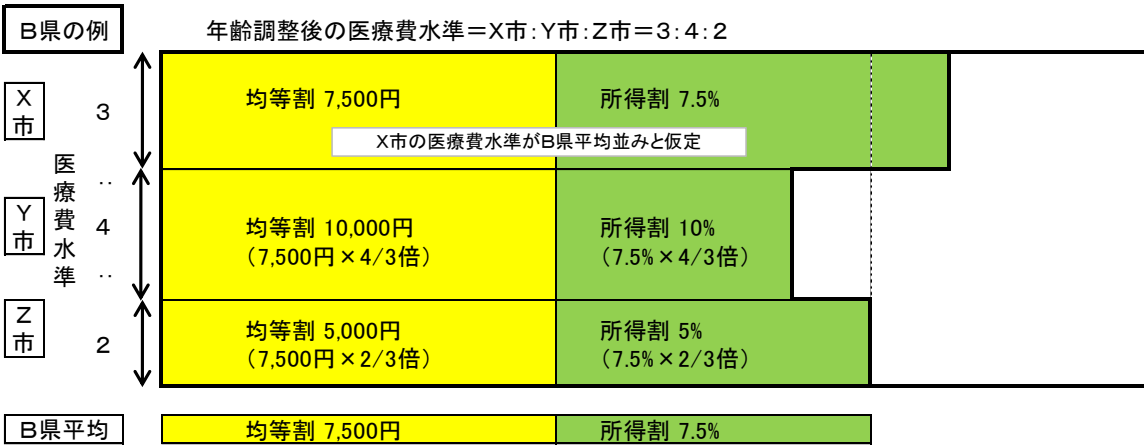 B県の例
年齢調整後の医療費水準=X市:Y市:Z市=3:4:2
X市
3
均等割 7,500円
所得割 7.5%
X市の医療費水準がB県平均並みと仮定
医療費水準
‥
Y市
4
均等割 10,000円
(7,500円×4/3倍)
所得割 10%
(7.5%×4/3倍)
‥
Z市
2
均等割 5,000円
(7,500円×2/3倍)
所得割 5%
(7.5%×2/3倍)
B県平均
均等割 7,500円
所得割 7.5%